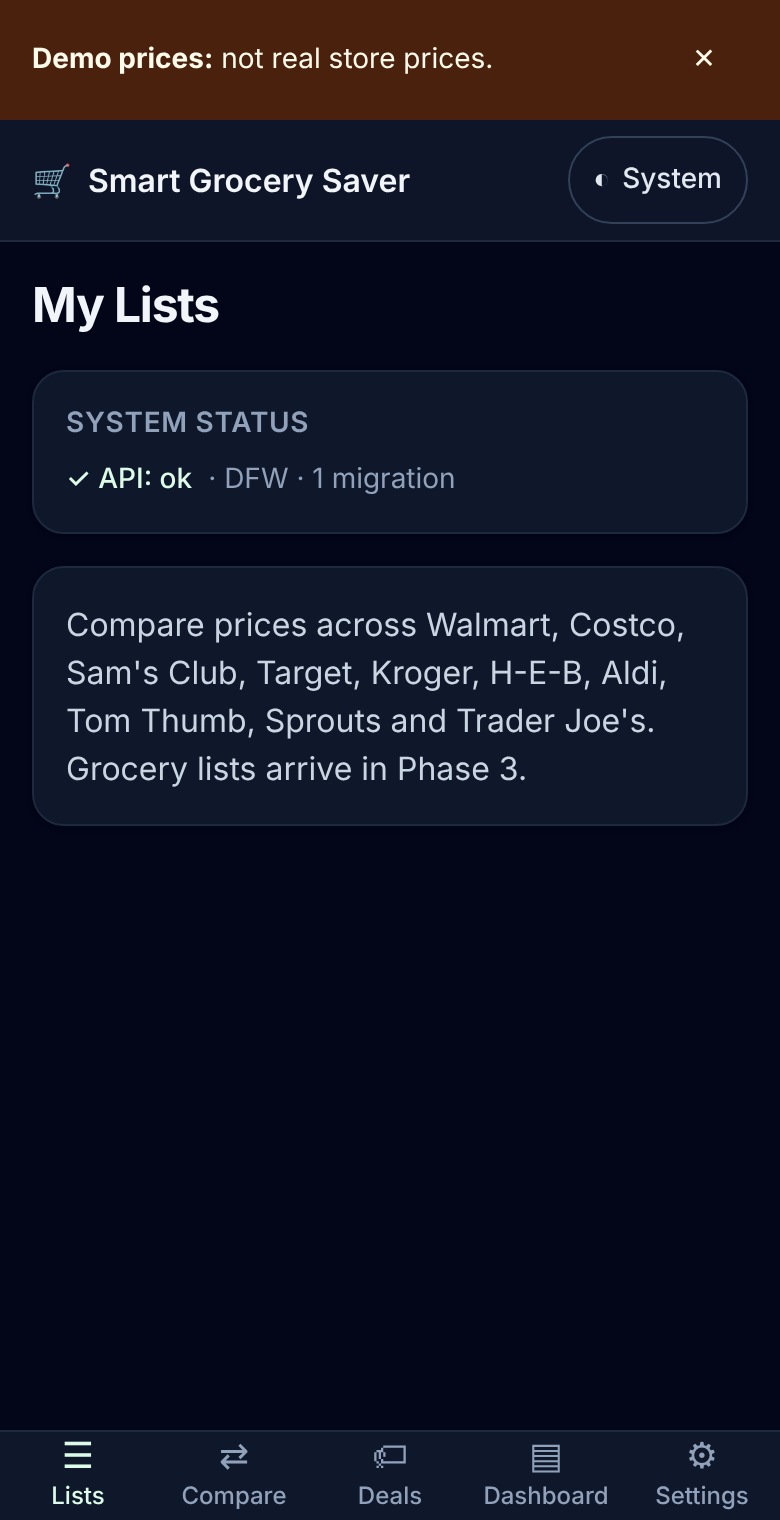 Demo prices: not real store prices. ✕
🛒 Smart Grocery Saver
◐ System
My Lists
SYSTEM STATUS
✓ API: ok · DFW · 1 migration
Compare prices across Walmart, Costco,
Sam's Club, Target, Kroger, H-E-B, Aldi,
Tom Thumb, Sprouts and Trader Joe's.
Grocery lists arrive in Phase 3.
Lists
Compare
Deals
Dashboard
Settings